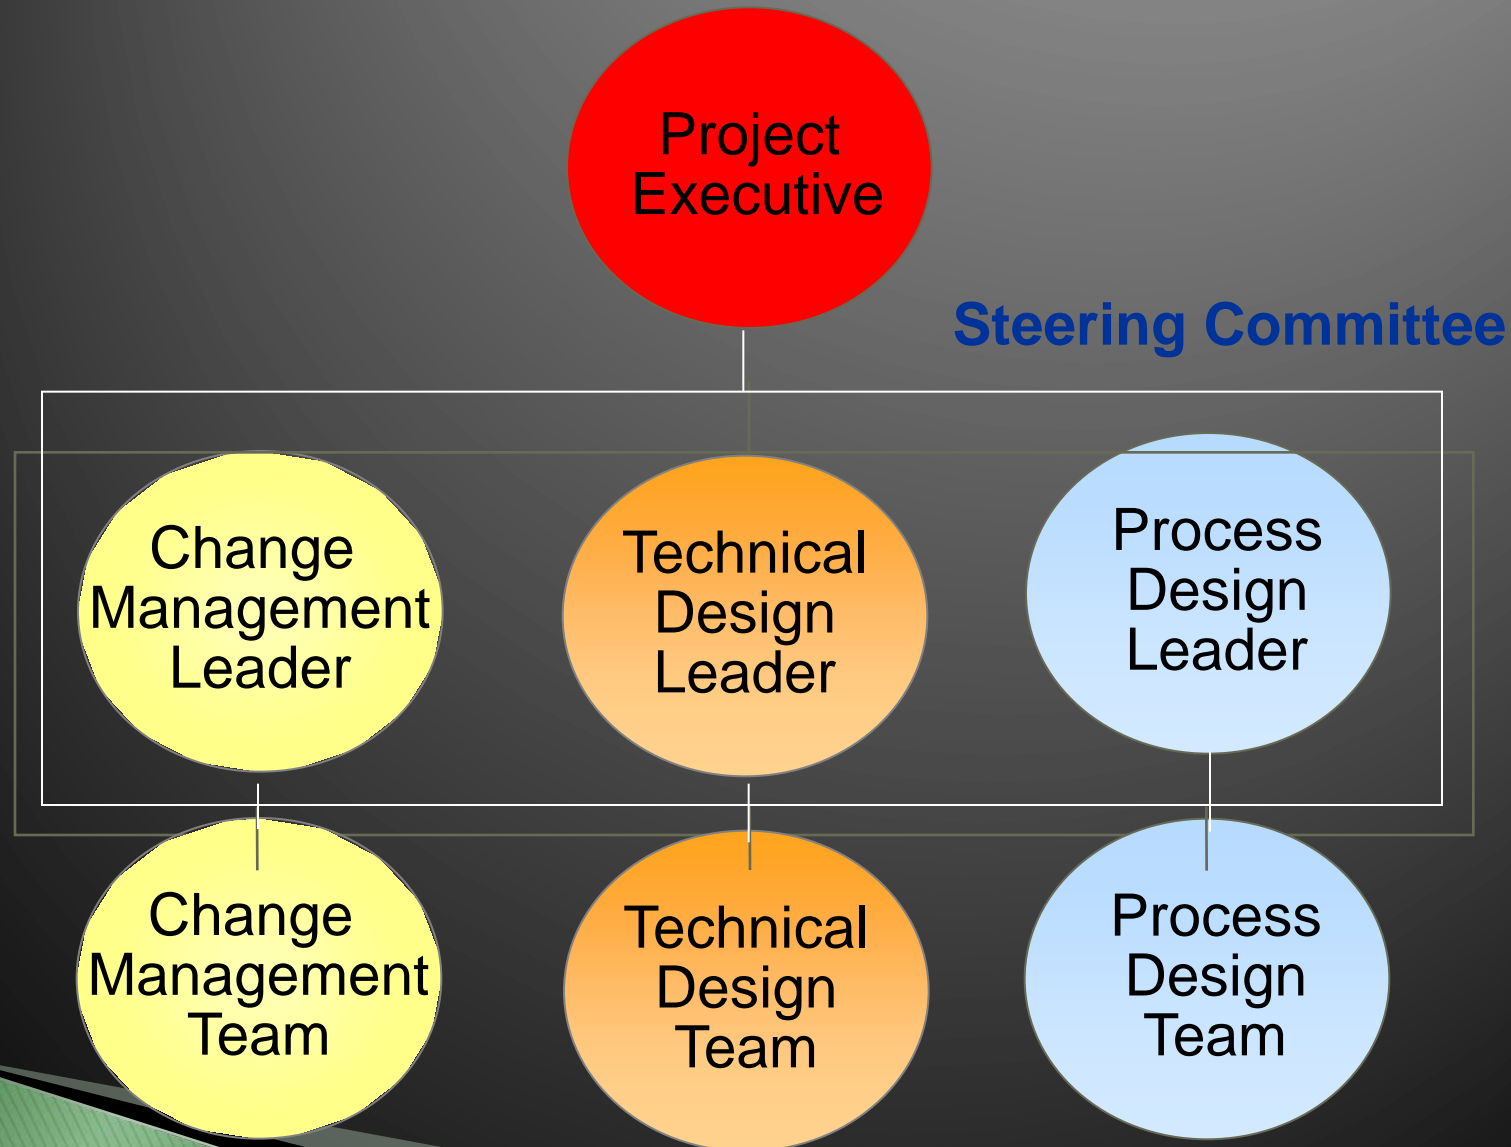 Project
Executive
Steering Committee
Change
Management
Leader
Technical
Design
Leader
Process
Design
Leader
Change
Management
Team
Technical
Design
Team
Process
Design
Team